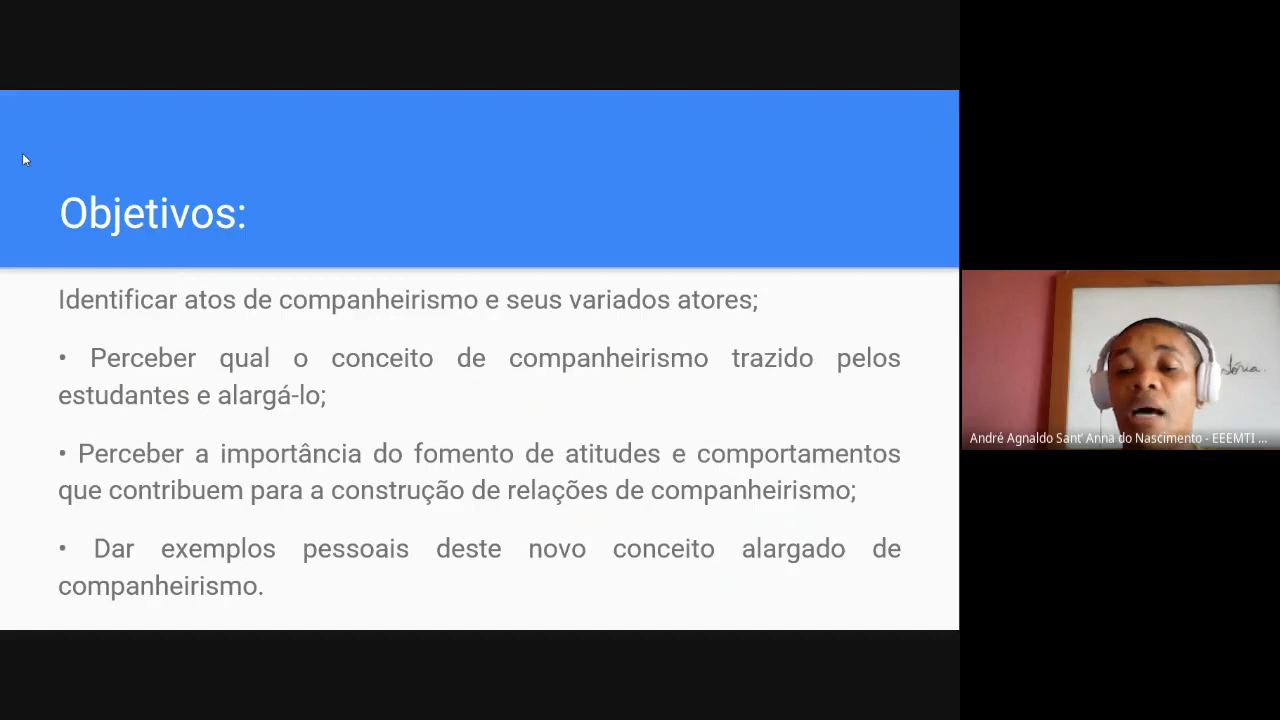 Objetivos:
Identificar atos de companheirismo e seus variados atores;
• Perceber qual o conceito de companheirismo trazido pelos
estudantes e alargá-lo;
• Perceber a importância do fomento de atitudes e comportamentos
que contribuem para a construção de relações de companheirismo;
• Dar exemplos pessoais deste novo conceito alargado de
companheirismo.
André Agnaldo Sant' Anna do Nascimento - EEEMTI ...